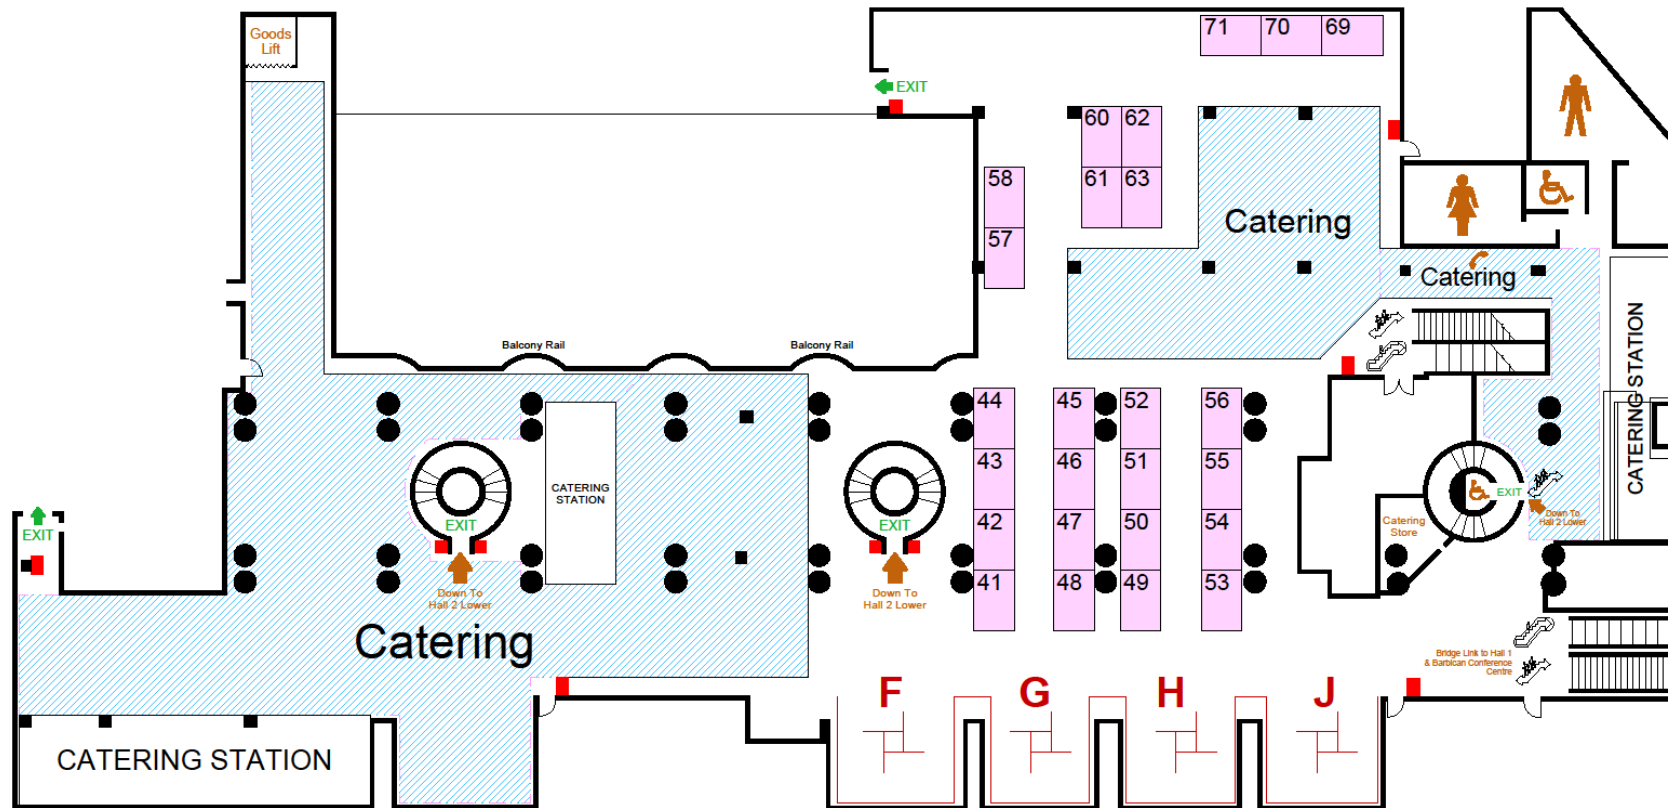 Goods
Lift
71 70 69
EXIT
60 62
61 63
58
57
Catering
Catering
Balcony Rail
Balcony Rail
CATERING STATION
44 45 52 56
43 46 51 55
42 47 50 54
41 48 49 53
CATERING
STATION
EXIT
EXIT
EXIT
EXIT
Catering
Store
Down To
Hall 2 Lower
Down To
Hall 2 Lower
Down To
Hall 2 Lower
Catering
Bridge Link to Hall 1
& Barbican Conference
Centre
F G H J
CATERING STATION